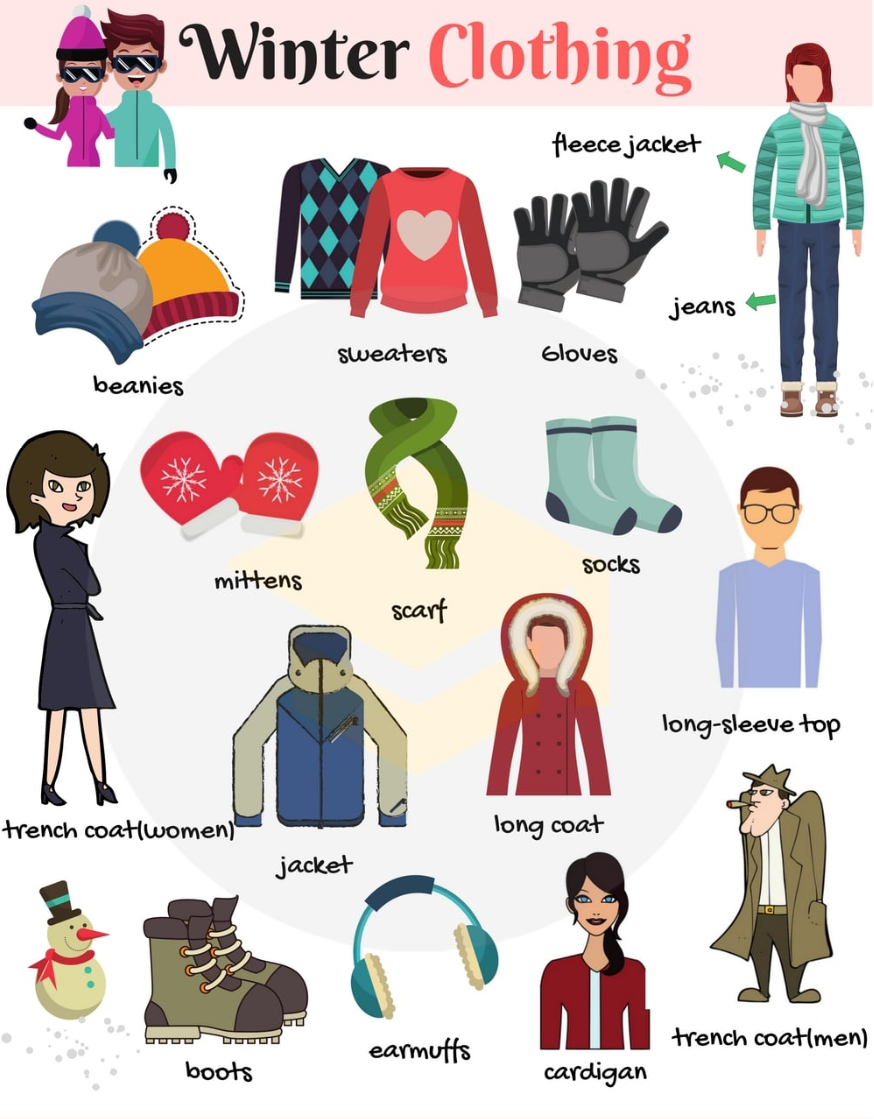 Winter Clothing
fleece jacket
jeans
sweaters
Gloves
beanies
mittens
scarf
socks
long-sleeve top
trench coat(women)
jacket
long coat
boots
earmuffs
cardigan
trench coat(men)